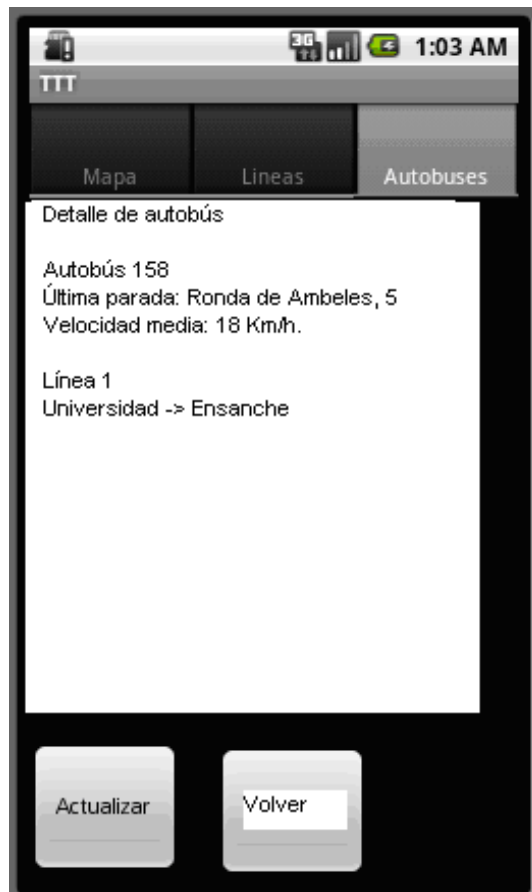 3G 1:03 AM
TTT
Mapa Lineas Autobuses
Detalle de autobús
Autobús 158
Última parada: Ronda de Ambeles, 5
Velocidad media: 18 Km/h.
Línea 1
Universidad -> Ensanche
Actualizar Volver